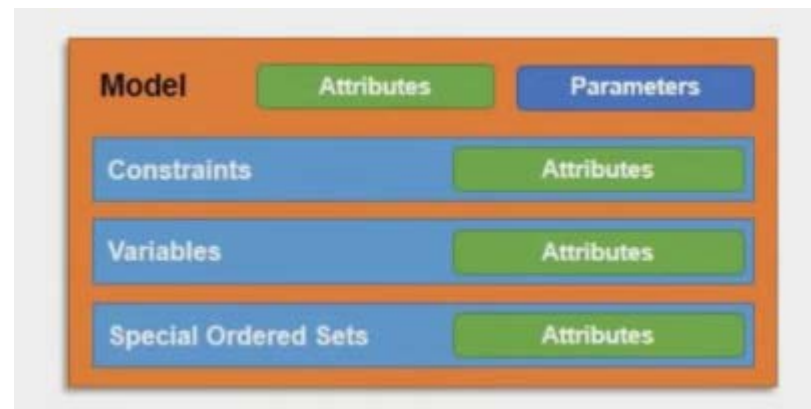 Model Attributes Parameters
Constraints Attributes
Variables Attributes
Special Ordered Sets Attributes